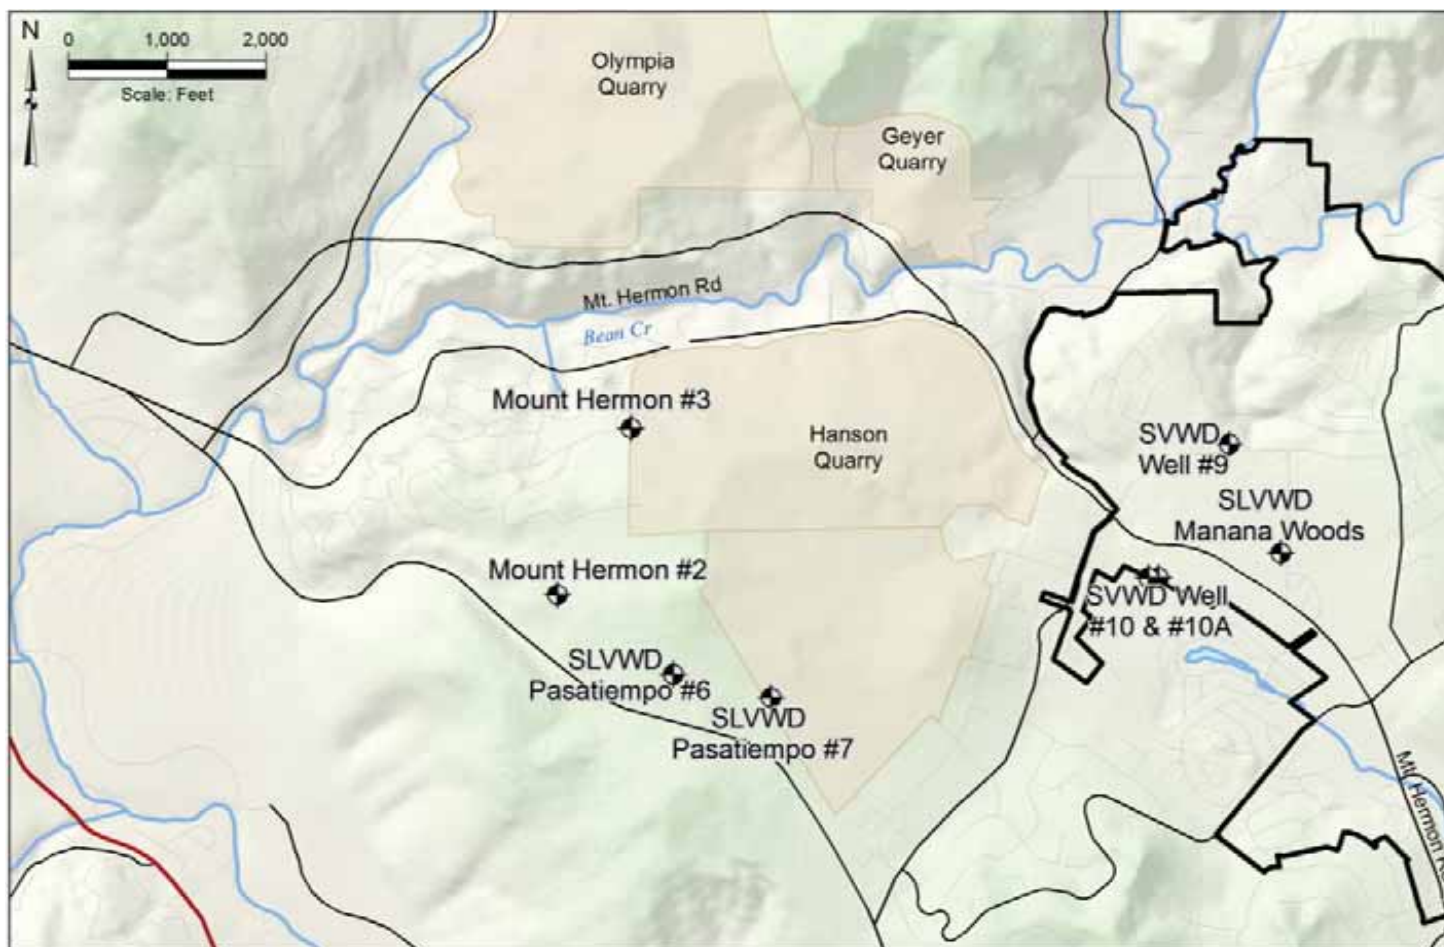 N
0 1,000 2,000
Scale: Feet
Olympia
Quarry
Geyer
Quarry
Mt. Hermon Rd
Bean Cr
Mount Hermon #3
Hanson
Quarry
SVWD
Well #9
SLVWD
Manana Woods
Mount Hermon #2
SVWD Well
#10 & #10A
SLVWD
Pasatiempo #6
SLVWD
Pasatiempo #7
Mt. Hermon Rd